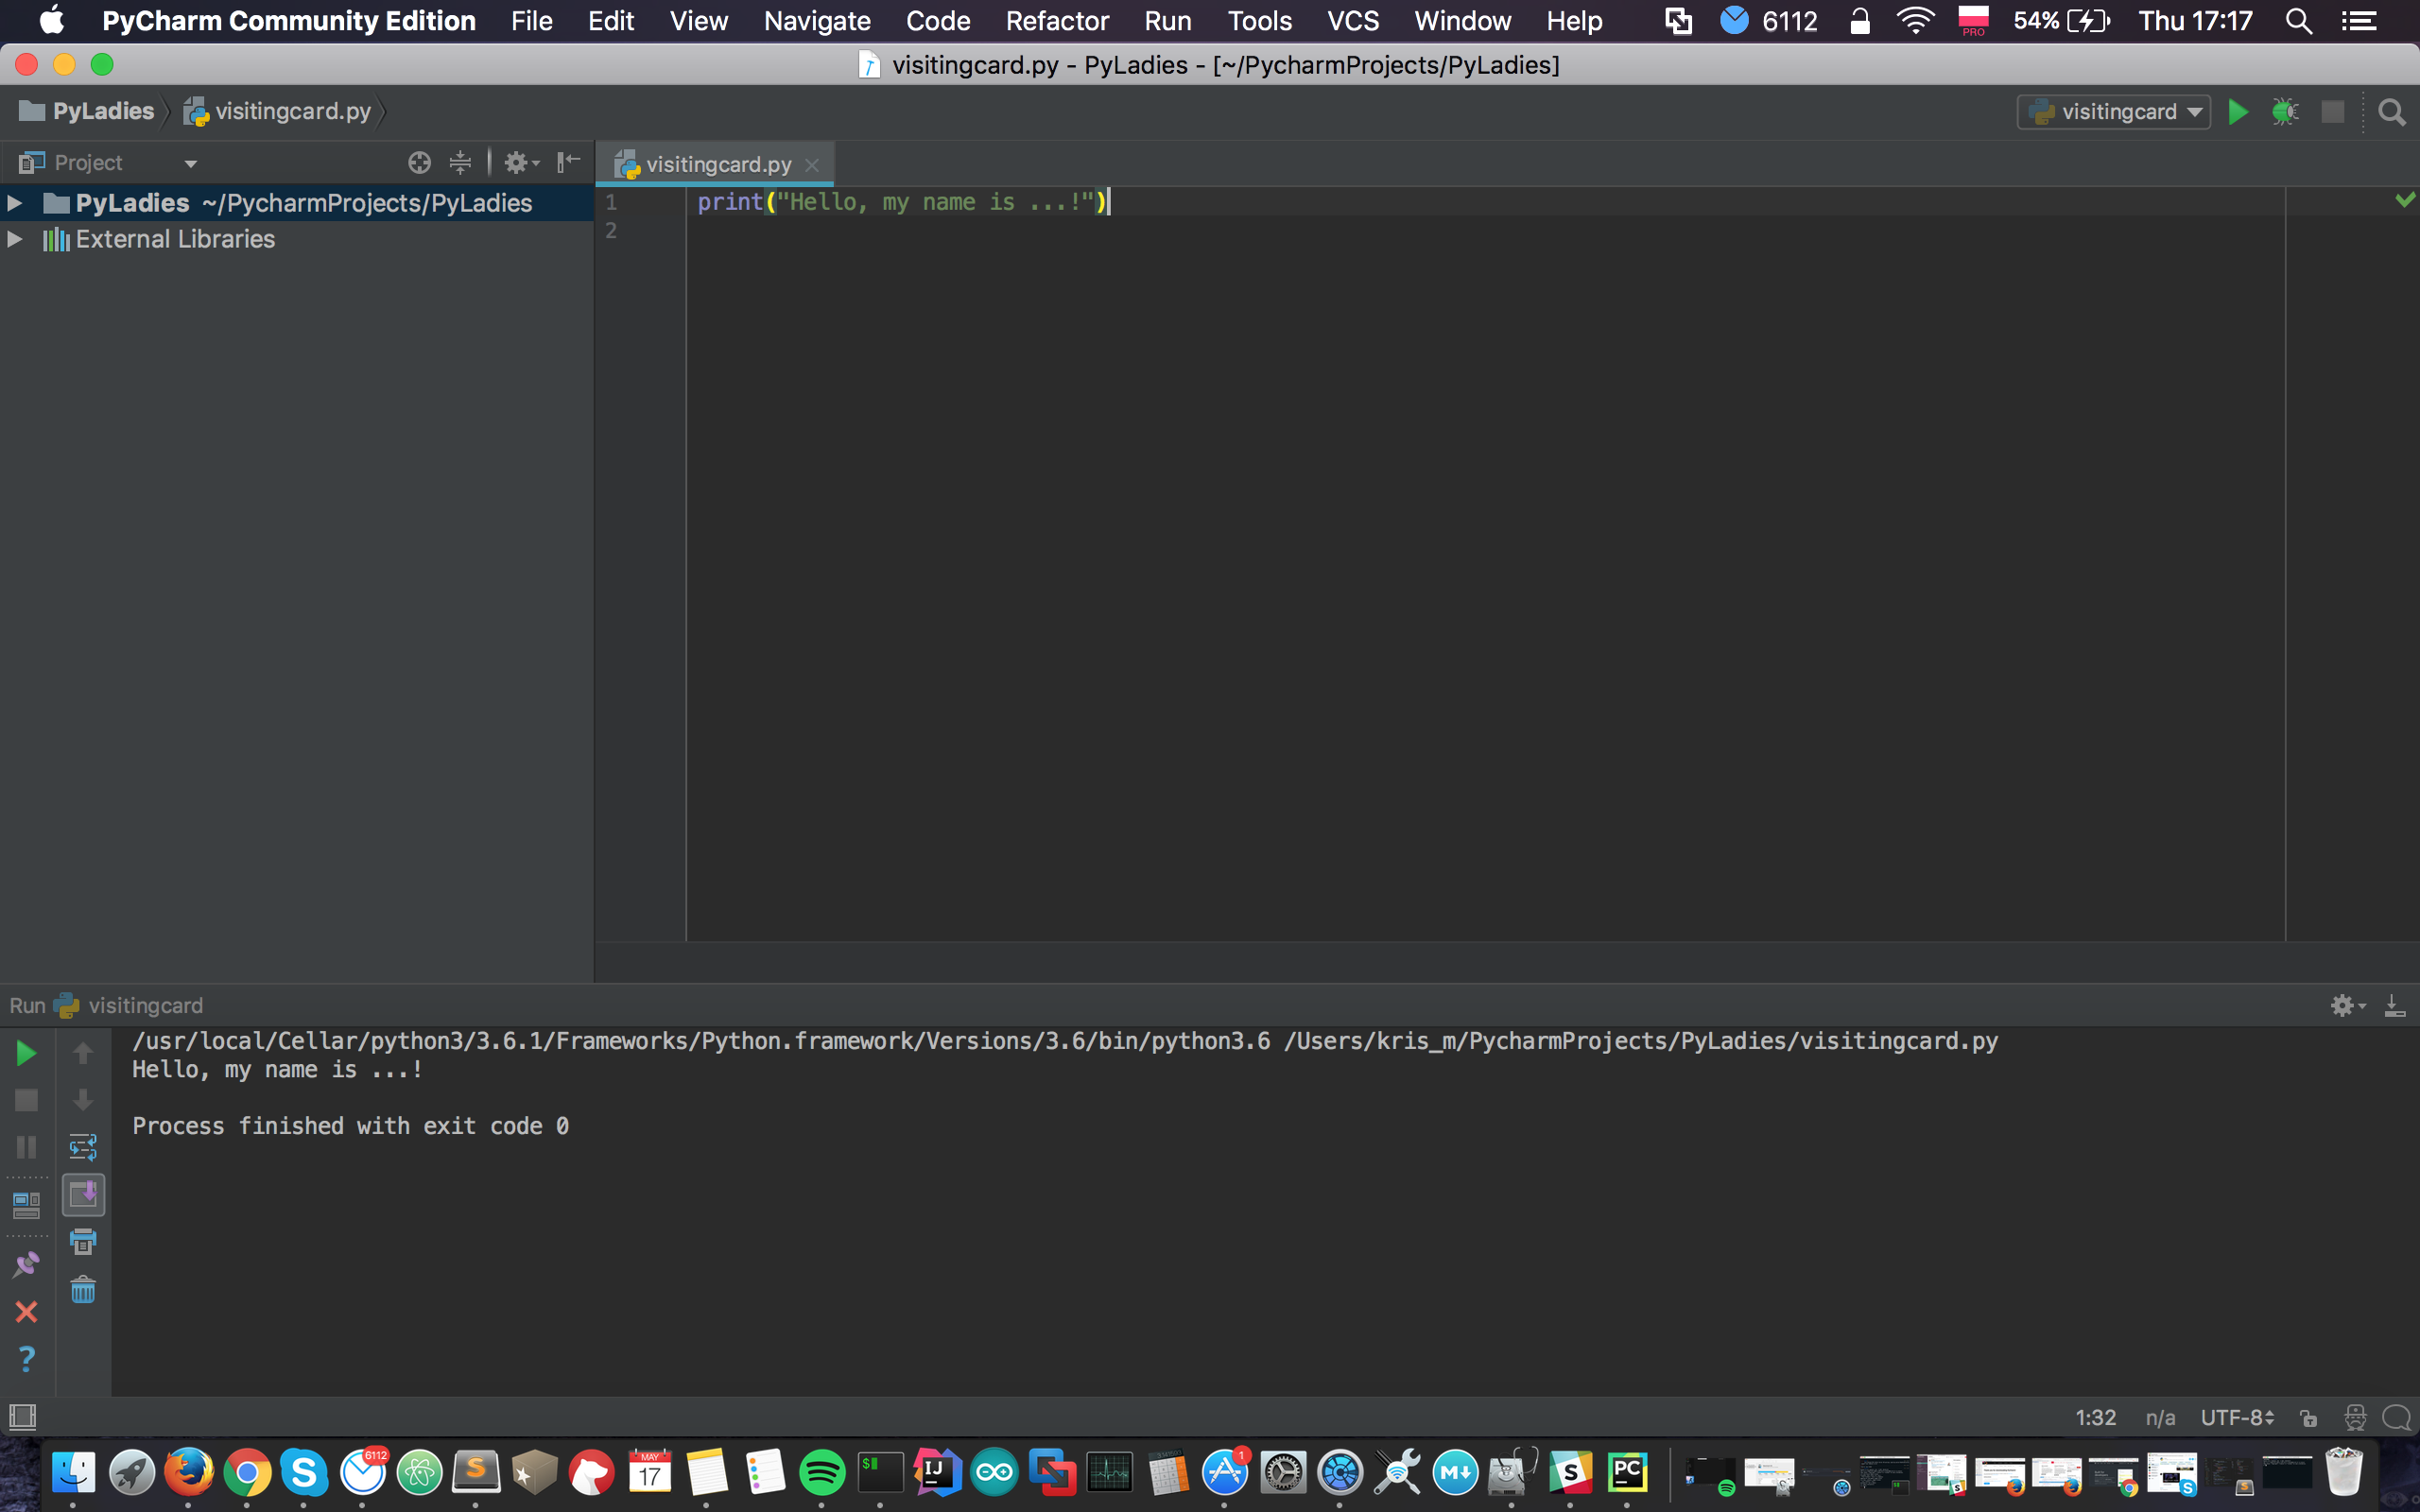 PyCharm Community Edition File Edit View Navigate Code Refactor Run Tools VCS Window Help 6112 PRO 54% Thu 17:17
visitingcard.py - PyLadies - [~/PycharmProjects/PyLadies]
PyLadies visitingcard.py visitingcard
Project visitingcard.py
PyLadies ~/PycharmProjects/PyLadies
External Libraries
1 print("Hello, my name is ...!")
2
Run visitingcard
/usr/local/Cellar/python3/3.6.1/Frameworks/Python.framework/Versions/3.6/bin/python3.6 /Users/kris_m/PycharmProjects/PyLadies/visitingcard.py
Hello, my name is ...!
Process finished with exit code 0
?
1:32 n/a UTF-8
6112 MAY 17 $ IJ 1 M S PC